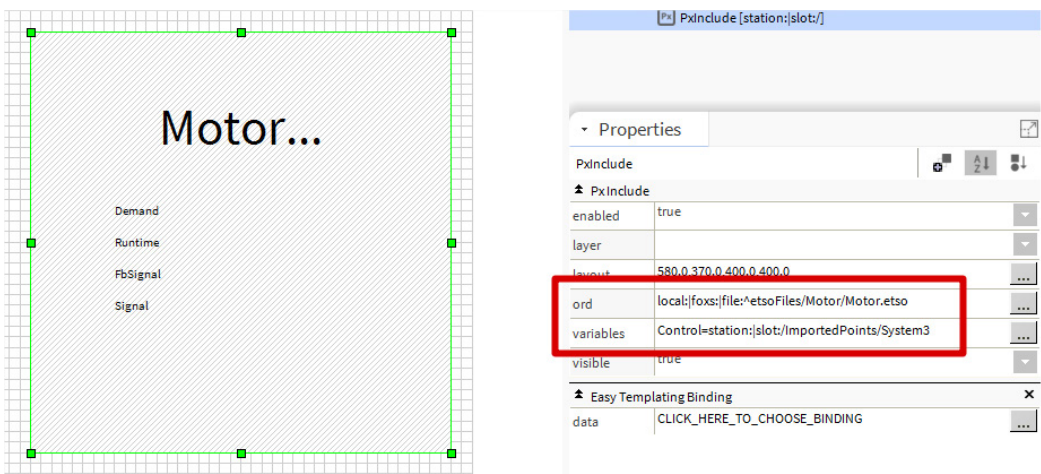 PxInclude [station:|slot:/]
Motor...
Demand
Runtime
FbSignal
Signal
Properties
PxInclude
PxInclude
enabled true
layer
layout 580.0,370.0,400.0,400.0
ord local:|foxs:|file:^etsoFiles/Motor/Motor.etso
variables Control=station:|slot:/ImportedPoints/System3
visible true
Easy Templating Binding
data CLICK_HERE_TO_CHOOSE_BINDING